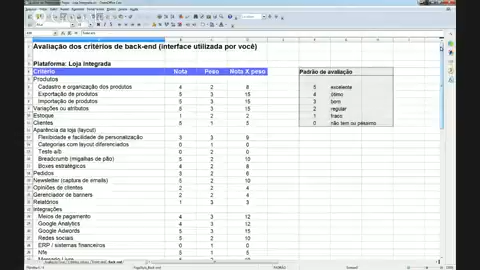 Avaliação dos critérios de back-end (interface utilizada por você)
Plataforma: Loja Integrada
Critério Nota Peso Nota X peso
Produtos
Cadastro e organização dos produtos 4 2 8
Exportação de produtos 5 3 15
Importação de produtos 5 3 15
Variações ou atributos 5 3 15
Estoque 1 2 2
Clientes 5 1 5
Aparência da loja (layout)
Flexibilidade e facilidade de personalização 3 3 9
Categorias com layout diferenciados 0 1 0
Teste a/b 0 2 0
Breadcrumb (migalhas de pão) 5 2 10
Boxes estratégicos 4 2 8
Pedidos 3 2 6
Newsletter (captura de emails) 5 2 10
Opiniões de clientes 2 2 4
Gerenciador de banners 2 2 4
Relatórios 1 3 3
Integrações
Meios de pagamento 4 3 12
Google Analytics 4 3 12
Google Adwords 5 3 15
Redes sociais 5 2 10
ERP / sistemas financeiros 0 1 0
Nfe 5 3
Padrão de avaliação
5 excelente
4 ótimo
3 bom
2 regular
1 fraco
0 não tem ou péssimo